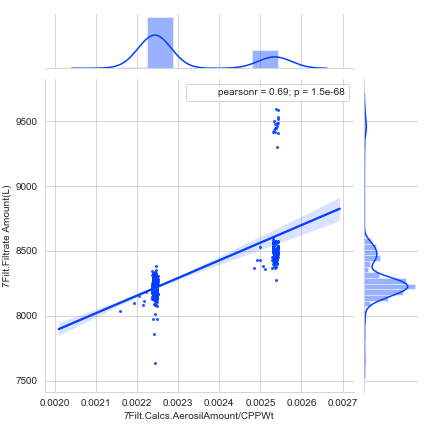 pearsonr = 0.69; p = 1.5e-68
9500
9000
8500
8000
7500
7Filt.Filtrate Amount(L)
0.0020 0.0021 0.0022 0.0023 0.0024 0.0025 0.0026 0.0027
7Filt.Calcs.AerosilAmount/CPPWt